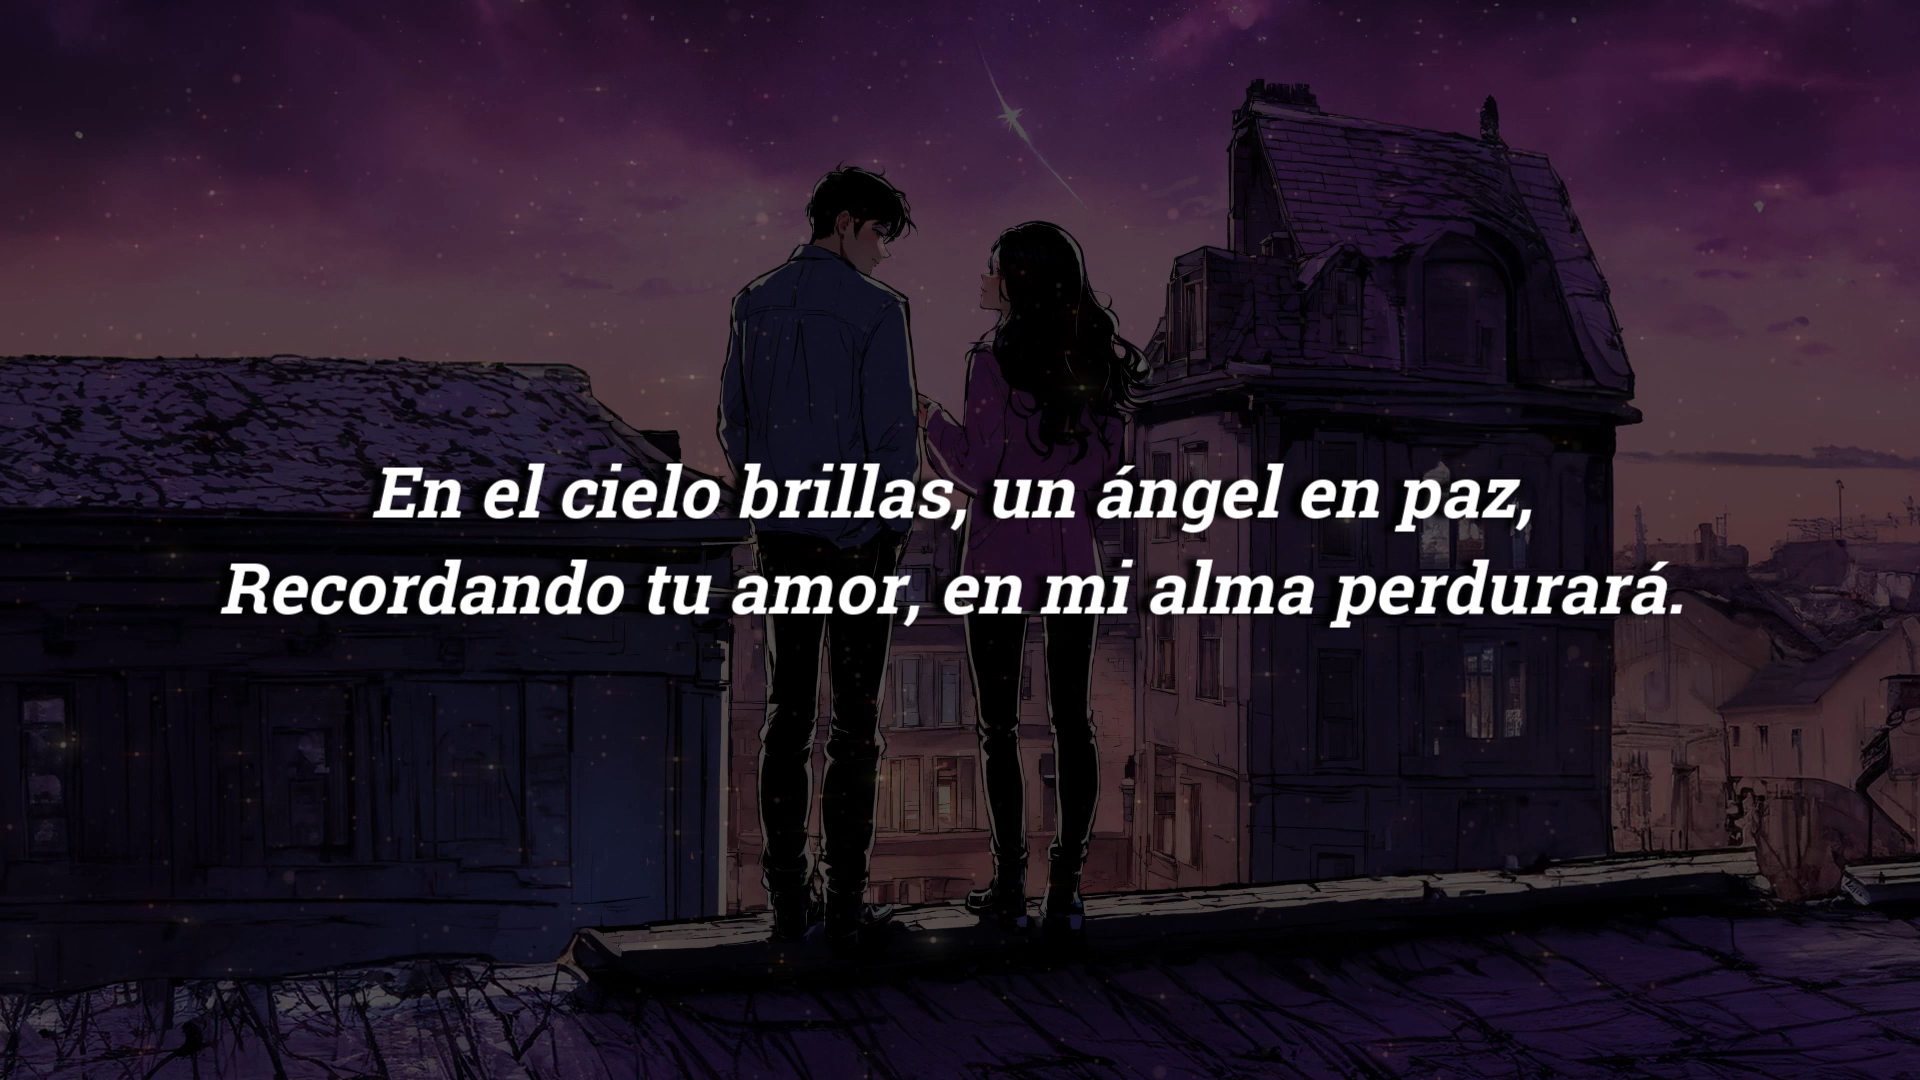 En el cielo brillas, un ángel en paz,
Recordando tu amor, en mi alma perdurará.